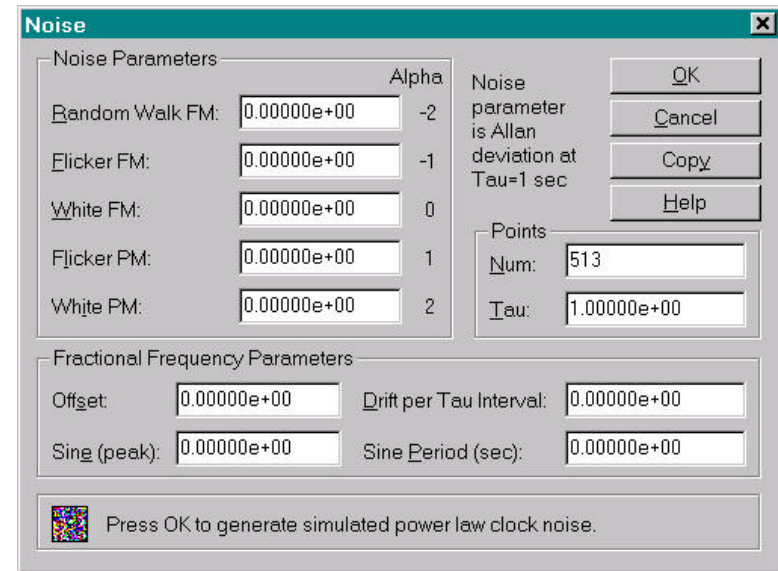 Noise
Noise Parameters
Alpha
Random Walk FM: 0.00000e+00 -2
Flicker FM: 0.00000e+00 -1
White FM: 0.00000e+00 0
Flicker PM: 0.00000e+00 1
White PM: 0.00000e+00 2
Noise
parameter
is Allan
deviation at
Tau=1 sec
OK
Cancel
Copy
Help
Points
Num: 513
Tau: 1.00000e+00
Fractional Frequency Parameters
Offset: 0.00000e+00 Drift per Tau Interval: 0.00000e+00
Sine (peak): 0.00000e+00 Sine Period (sec): 0.00000e+00
Press OK to generate simulated power law clock noise.